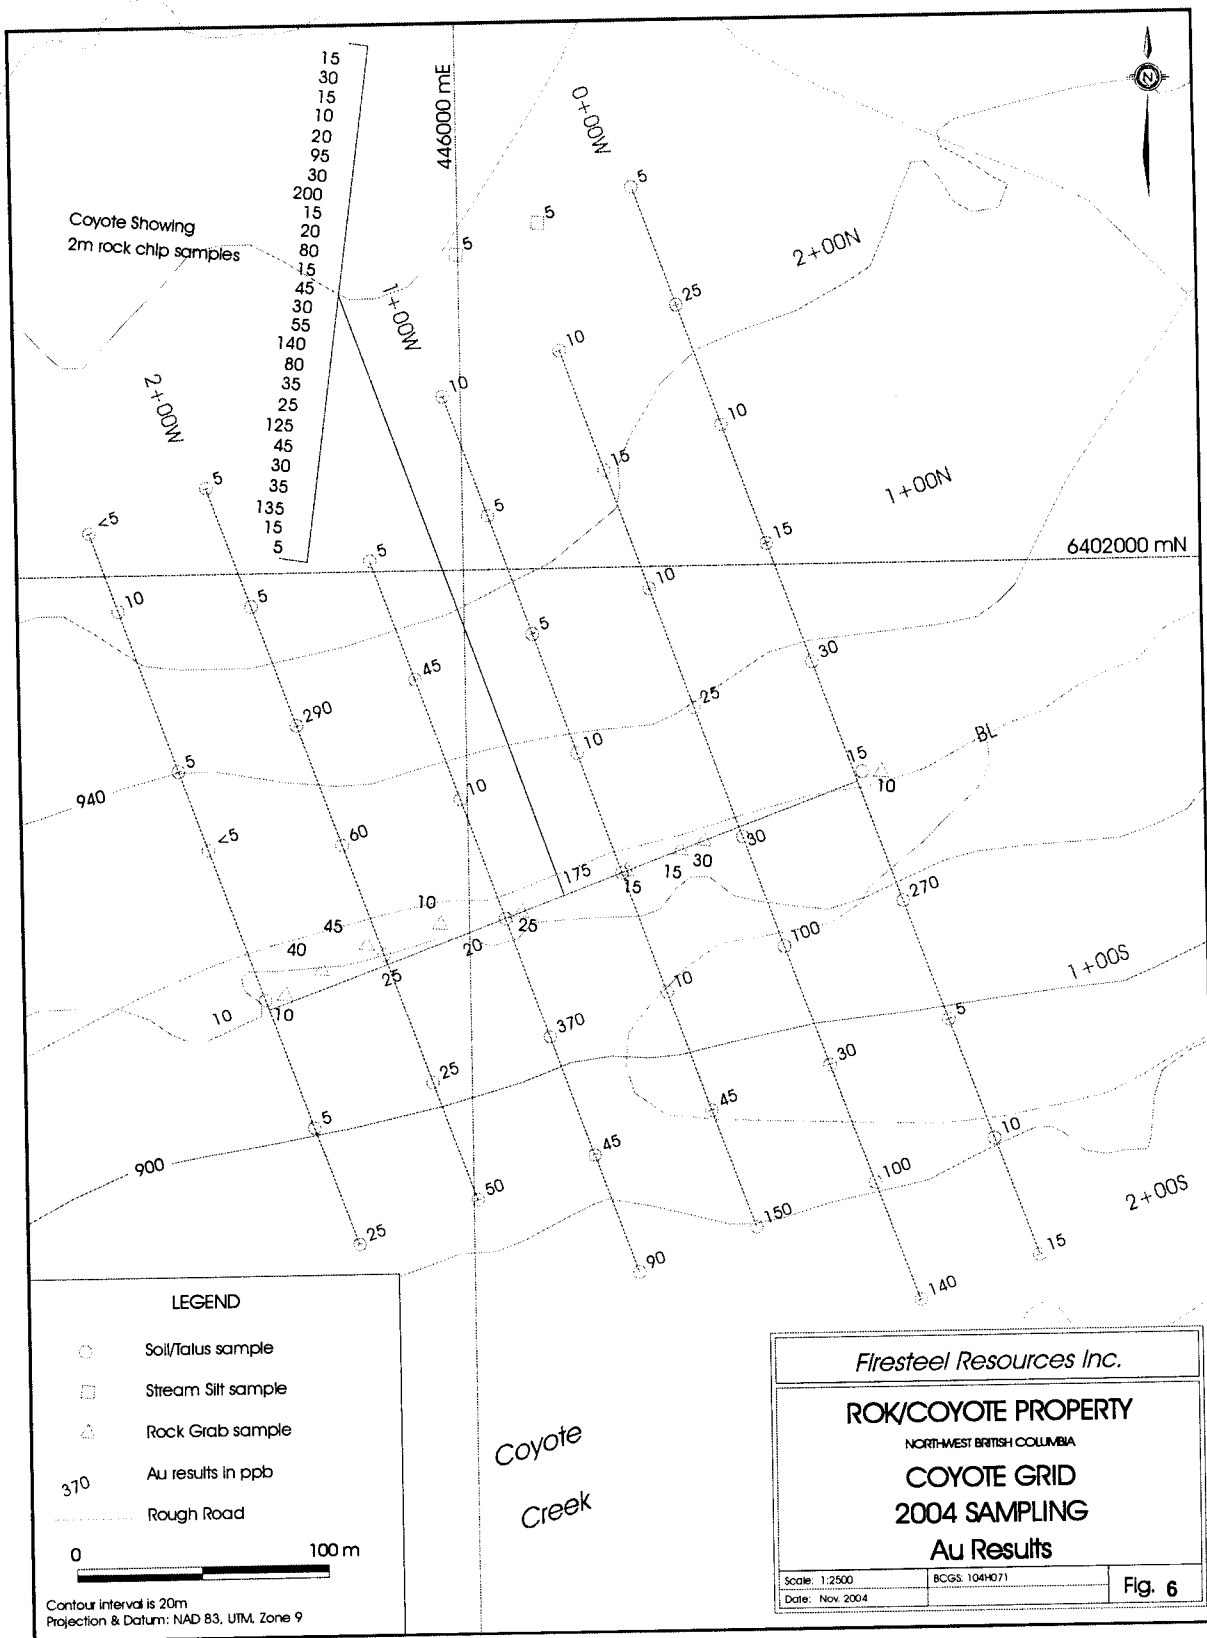 15
30
15
10
20
95
30
200
15
20
80
15
45
30
55
140
80
35
25
125
45
30
35
135
15
5
Coyote Showing
2m rock chip samples
446000 mE
N
0+00W
1+00W
2+00W
2+00N
1+00N
6402000 mN
BL
1+00S
2+00S
940
900
5
25
10
15
30
15
10
270
5
10
15
5
5
10
15
10
25
30
100
30
100
140
10
5
5
10
15
15
30
10
45
150
175
5
45
10
25
20
370
45
90
5
5
290
60
25
25
50
10
45
40
<5
10
5
<5
10
10
5
25
LEGEND
Soil/Talus sample
Stream Silt sample
Rock Grab sample
370 Au results in ppb
Rough Road
0 100 m
Contour interval is 20m
Projection & Datum: NAD 83, UTM, Zone 9
Coyote
Creek
Firesteel Resources Inc.
ROK/COYOTE PROPERTY
NORTHWEST BRITISH COLUMBIA
COYOTE GRID
2004 SAMPLING
Au Results
Scale: 1:2500
BCGS: 104H071
Date: Nov. 2004
Fig. 6